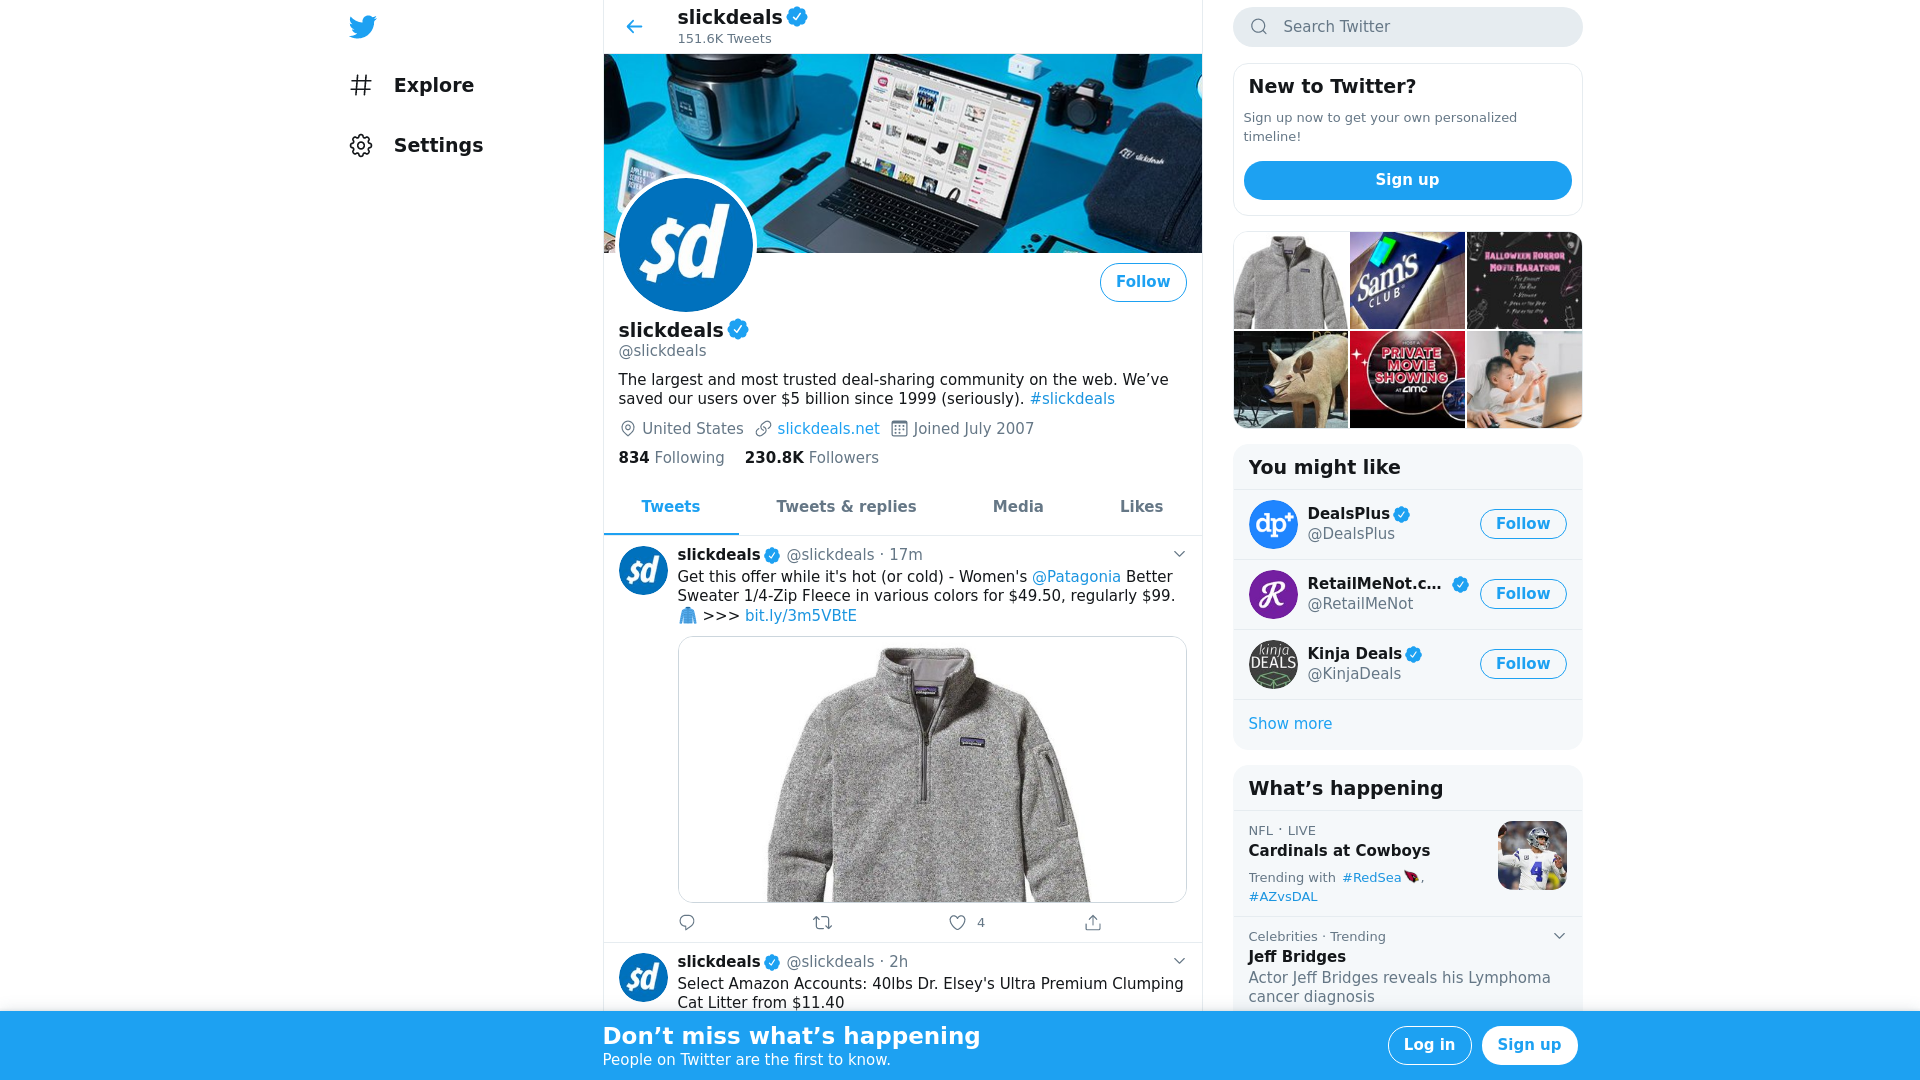 slickdeals
151.6K Tweets
Explore
Settings
slickdeals
$d
Follow
slickdeals
@slickdeals
The largest and most trusted deal-sharing community on the web. We’ve
saved our users over $5 billion since 1999 (seriously). #slickdeals
United States slickdeals.net Joined July 2007
834 Following 230.8K Followers
Tweets Tweets & replies Media Likes
$d
slickdeals @slickdeals · 17m
Get this offer while it's hot (or cold) - Women's @Patagonia Better
Sweater 1/4-Zip Fleece in various colors for $49.50, regularly $99.
>>> bit.ly/3m5VBtE
4
$d
slickdeals @slickdeals · 2h
Select Amazon Accounts: 40lbs Dr. Elsey's Ultra Premium Clumping
Cat Litter from $11.40
Search Twitter
New to Twitter?
Sign up now to get your own personalized
timeline!
Sign up
Sam's
CLUB
HALLOWEEN HORROR
MOVIE MARATHON
PRIVATE
MOVIE
SHOWING
AT amc
You might like
dp+
DealsPlus
@DealsPlus
Follow
R
RetailMeNot.c...
@RetailMeNot
Follow
kinja
DEALS
Kinja Deals
@KinjaDeals
Follow
Show more
What’s happening
NFL · LIVE
Cardinals at Cowboys
Trending with #RedSea,
#AZvsDAL
4
Celebrities · Trending
Jeff Bridges
Actor Jeff Bridges reveals his Lymphoma
cancer diagnosis
Don’t miss what’s happening
People on Twitter are the first to know.
Log in
Sign up